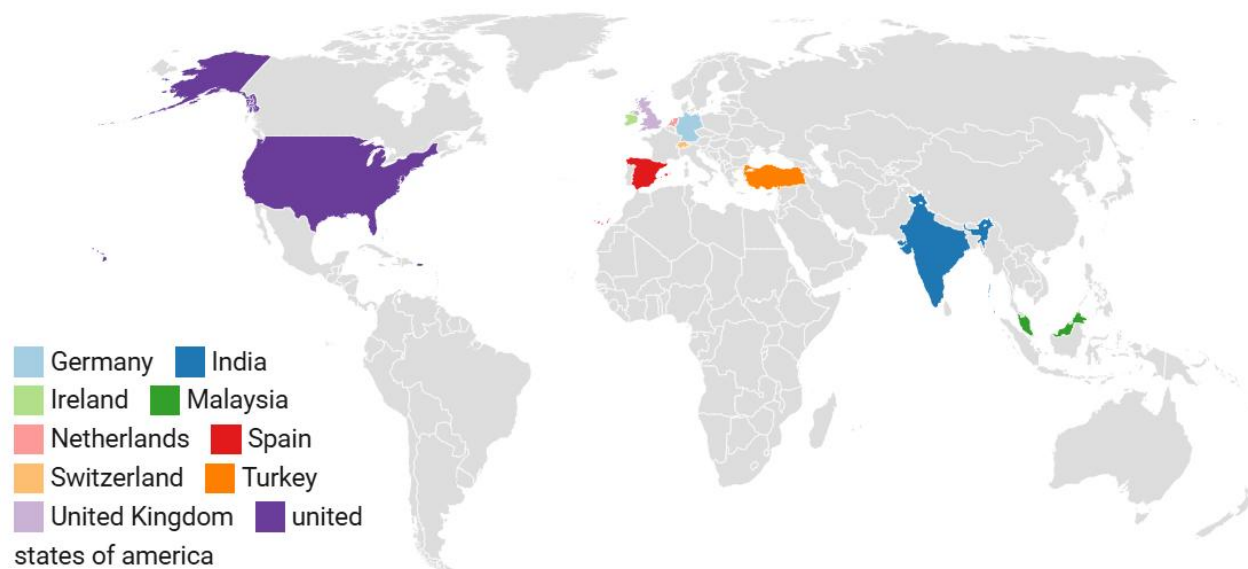 Germany India
Ireland Malaysia
Netherlands Spain
Switzerland Turkey
United Kingdom united
states of america